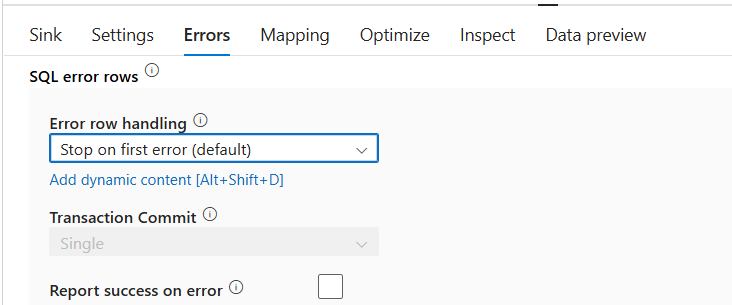 Sink Settings Errors Mapping Optimize Inspect Data preview
SQL error rows
Error row handling
Stop on first error (default)
Add dynamic content [Alt+Shift+D]
Transaction Commit
Single
Report success on error